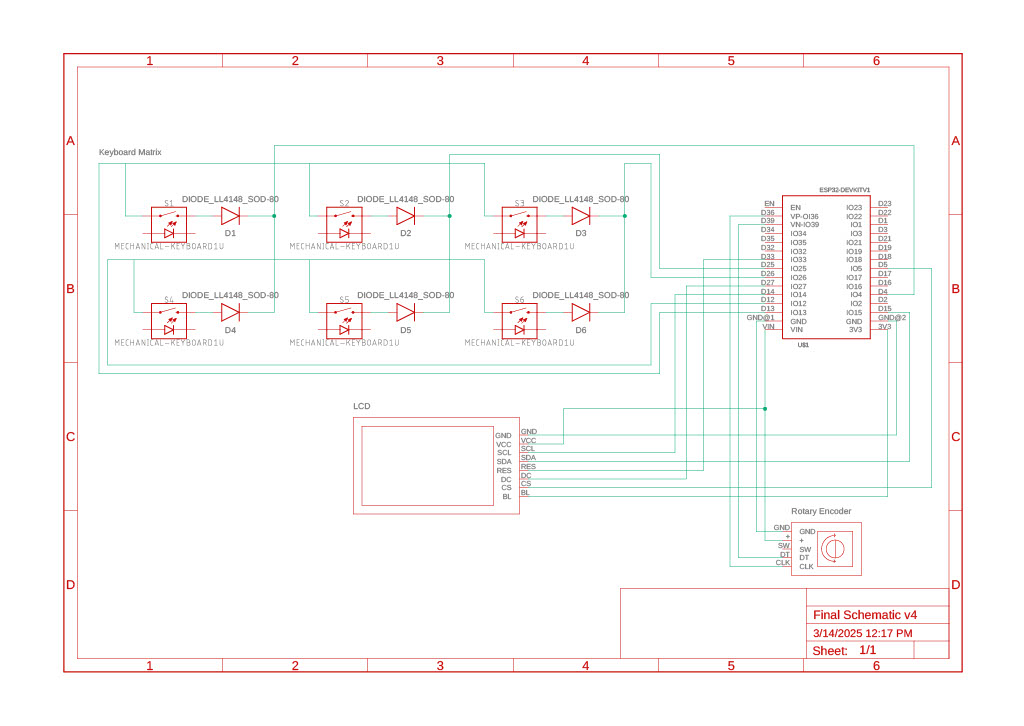 1 2 3 4 5 6
A A
Keyboard Matrix
ESP32-DEVKITV1
S1 DIODE_LL4148_SOD-80 S2 DIODE_LL4148_SOD-80 S3 DIODE_LL4148_SOD-80
D1 D2 D3
MECHANICAL-KEYBOARD1U MECHANICAL-KEYBOARD1U MECHANICAL-KEYBOARD1U
EN EN IO23 D23
D36 VP-OI36 IO22 D22
D39 VN-IO39 IO1 D1
D34 IO34 IO3 D3
D35 IO35 IO21 D21
D32 IO32 IO19 D19
D33 IO33 IO18 D18
D25 IO25 IO5 D5
D26 IO26 IO17 D17
D27 IO27 IO16 D16
D14 IO14 IO4 D4
D12 IO12 IO2 D2
D13 IO13 IO15 D15
GND@1 GND GND GND@2
VIN VIN 3V3 3V3
U$1
B B
S4 DIODE_LL4148_SOD-80 S5 DIODE_LL4148_SOD-80 S6 DIODE_LL4148_SOD-80
D4 D5 D6
MECHANICAL-KEYBOARD1U MECHANICAL-KEYBOARD1U MECHANICAL-KEYBOARD1U
LCD
C C
GND GND
VCC VCC
SCL SCL
SDA SDA
RES RES
DC DC
CS CS
BL BL
Rotary Encoder
GND GND
+ +
SW SW
DT DT
CLK CLK
D D
Final Schematic v4
3/14/2025 12:17 PM
Sheet: 1/1
1 2 3 4 5 6